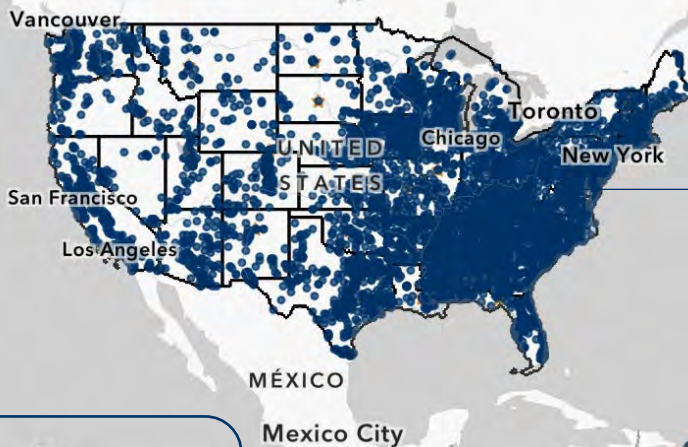 Vancouver
Toronto
Chicago
New York
UNITED
STATES
San Francisco
Los Angeles
MÉXICO
Mexico City